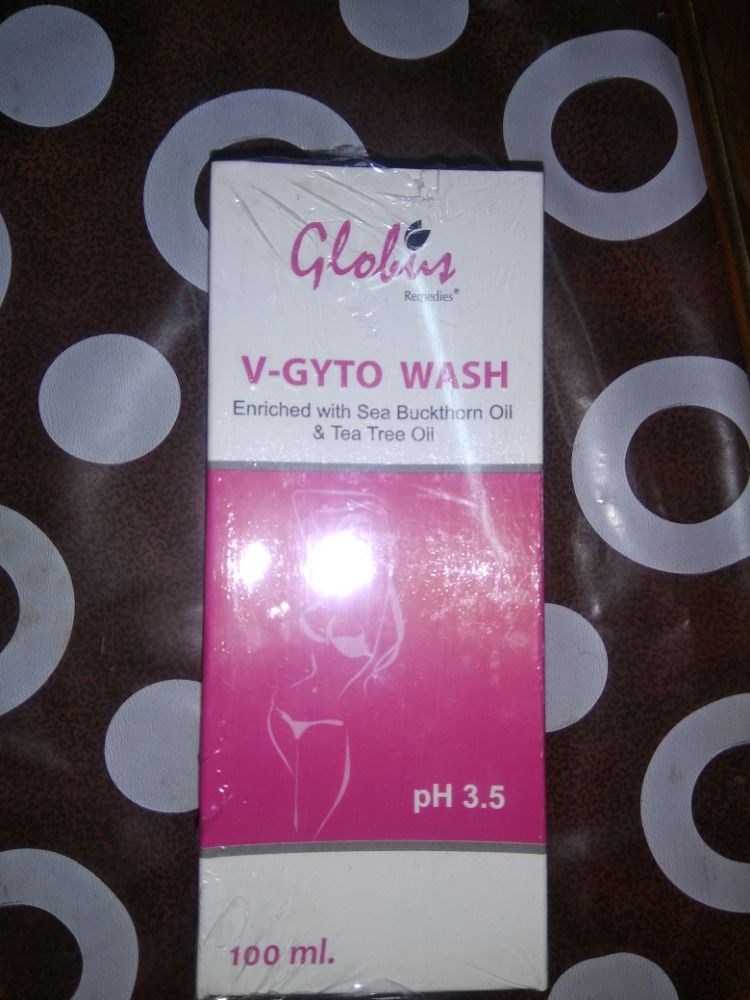 Globus
Remedies®
V-GYTO WASH
Enriched with Sea Buckthorn Oil
& Tea Tree Oil
pH 3.5
100 ml.